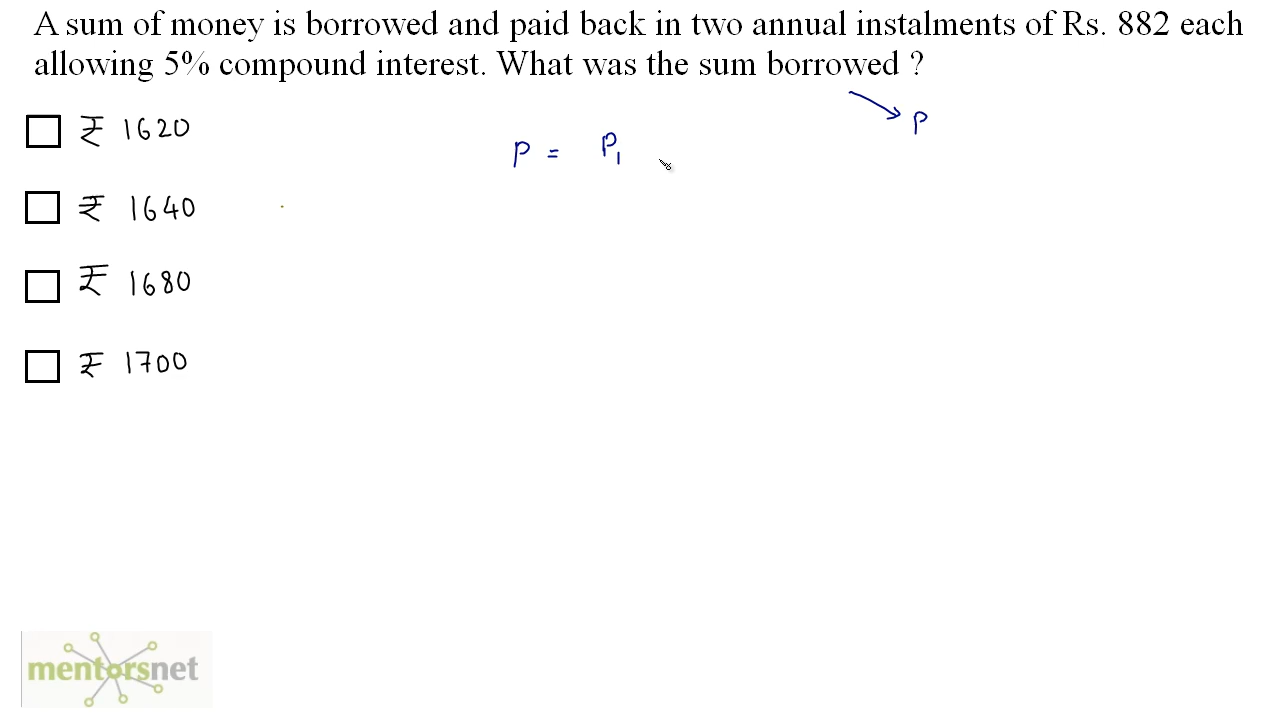 A sum of money is borrowed and paid back in two annual instalments of Rs. 882 each
allowing 5% compound interest. What was the sum borrowed ?
P
₹ 1620
P = P₁
₹ 1640
₹ 1680
₹ 1700
mentorsnet